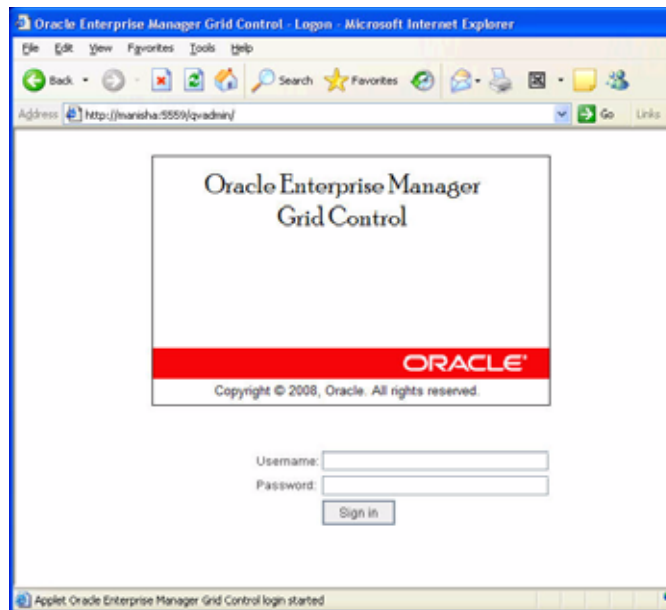 Oracle Enterprise Manager Grid Control - Logon - Microsoft Internet Explorer
File Edit View Favorites Tools Help
Back Search Favorites
Address http://manisha:5559/qvadmin/ Go Links
Oracle Enterprise Manager
Grid Control
ORACLE®
Copyright © 2008, Oracle. All rights reserved.
Username:
Password:
Sign in
Applet Oracle Enterprise Manager Grid Control login started